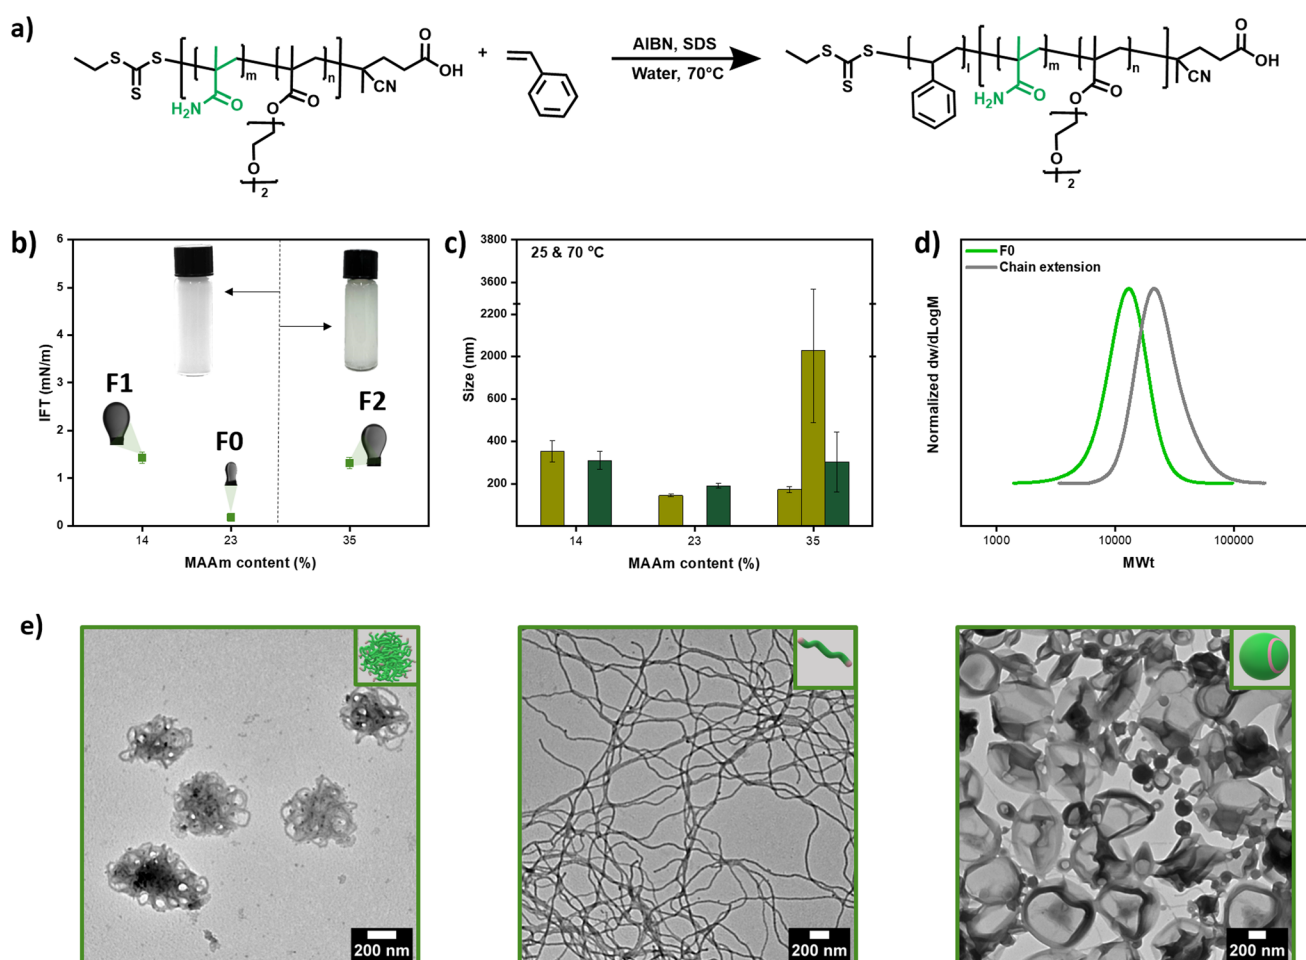 a)
S S S
m n
O
OH
CN
H₂N O O O
O
2
+
AIBN, SDS
Water, 70°C
S S S
l m n
O
OH
CN
H₂N O O O
O
2
b)
6
5
4
3
2
1
0
IFT (mN/m)
F1
F0
F2
14 23 35
MAAm content (%)
c)
25 & 70 °C
3800
3600
2200
2000
600
400
200
Size (nm)
14 23 35
MAAm content (%)
d)
F0
Chain extension
Normalized dw/dLogM
1000 10000 100000
MWt
e)
200 nm
200 nm
200 nm